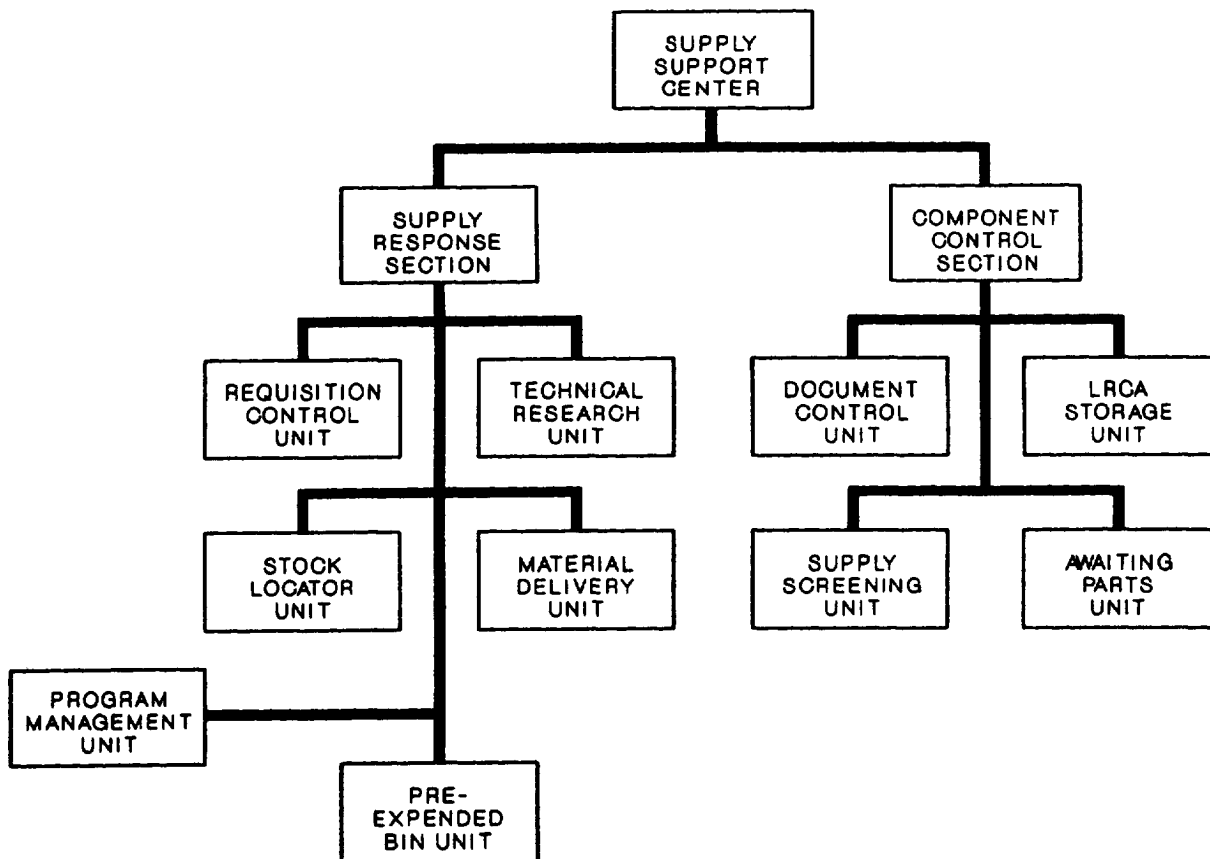 SUPPLY
SUPPORT
CENTER
SUPPLY
RESPONSE
SECTION
COMPONENT
CONTROL
SECTION
REQUISITION
CONTROL
UNIT
TECHNICAL
RESEARCH
UNIT
DOCUMENT
CONTROL
UNIT
LRCA
STORAGE
UNIT
STOCK
LOCATOR
UNIT
MATERIAL
DELIVERY
UNIT
SUPPLY
SCREENING
UNIT
AWAITING
PARTS
UNIT
PROGRAM
MANAGEMENT
UNIT
PRE-
EXPENDED
BIN UNIT